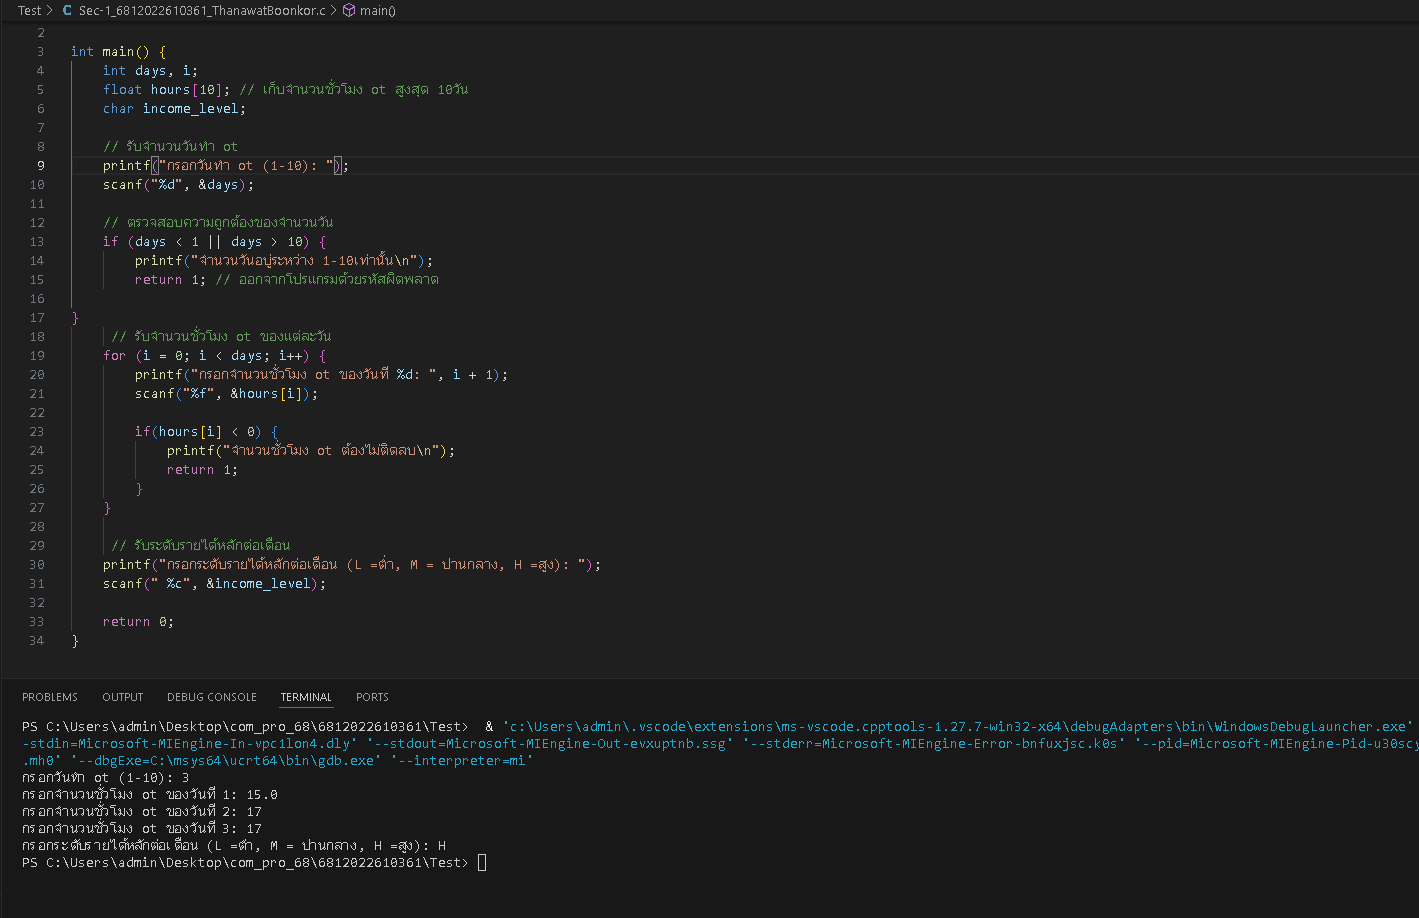 Test > C Sec-1_6812022610361_ThanawatBoonkor.c > main()
2
3 int main() {
4 int days, i;
5 float hours[10]; // เก็บจำนวนชั่วโมง ot สูงสุด 10วัน
6 char income_level;
7
8 // รับจำนวนวันทำ ot
9 printf("กรอกวันทำ ot (1-10): ");
10 scanf("%d", &days);
11
12 // ตรวจสอบความถูกต้องของจำนวนวัน
13 if (days < 1 || days > 10) {
14 printf("จำนวนวันอยู่ระหว่าง 1-10เท่านั้น\n");
15 return 1; // ออกจากโปรแกรมด้วยรหัสผิดพลาด
16
17 }
18 // รับจำนวนชั่วโมง ot ของแต่ละวัน
19 for (i = 0; i < days; i++) {
20 printf("กรอกจำนวนชั่วโมง ot ของวันที่ %d: ", i + 1);
21 scanf("%f", &hours[i]);
22
23 if(hours[i] < 0) {
24 printf("จำนวนชั่วโมง ot ต้องไม่ติดลบ\n");
25 return 1;
26 }
27 }
28
29 // รับระดับรายได้หลักต่อเดือน
30 printf("กรอกระดับรายได้หลักต่อเดือน (L =ต่ำ, M = ปานกลาง, H =สูง): ");
31 scanf(" %c", &income_level);
32
33 return 0;
34 }
PROBLEMS OUTPUT DEBUG CONSOLE TERMINAL PORTS
PS C:\Users\admin\Desktop\com_pro_68\6812022610361\Test> & 'c:\Users\admin\.vscode\extensions\ms-vscode.cpptools-1.27.7-win32-x64\debugAdapters\bin\WindowsDebugLauncher.exe'
-stdin=Microsoft-MIEngine-In-vpc1lon4.dly' '--stdout=Microsoft-MIEngine-Out-evxuptnb.ssg' '--stderr=Microsoft-MIEngine-Error-bnfuxjsc.k0s' '--pid=Microsoft-MIEngine-Pid-u30scy
.mh0' '--dbgExe=C:\msys64\ucrt64\bin\gdb.exe' '--interpreter=mi'
กรอกวันทำ ot (1-10): 3
กรอกจำนวนชั่วโมง ot ของวันที่ 1: 15.0
กรอกจำนวนชั่วโมง ot ของวันที่ 2: 17
กรอกจำนวนชั่วโมง ot ของวันที่ 3: 17
กรอกระดับรายได้หลักต่อเดือน (L =ต่ำ, M = ปานกลาง, H =สูง): H
PS C:\Users\admin\Desktop\com_pro_68\6812022610361\Test>